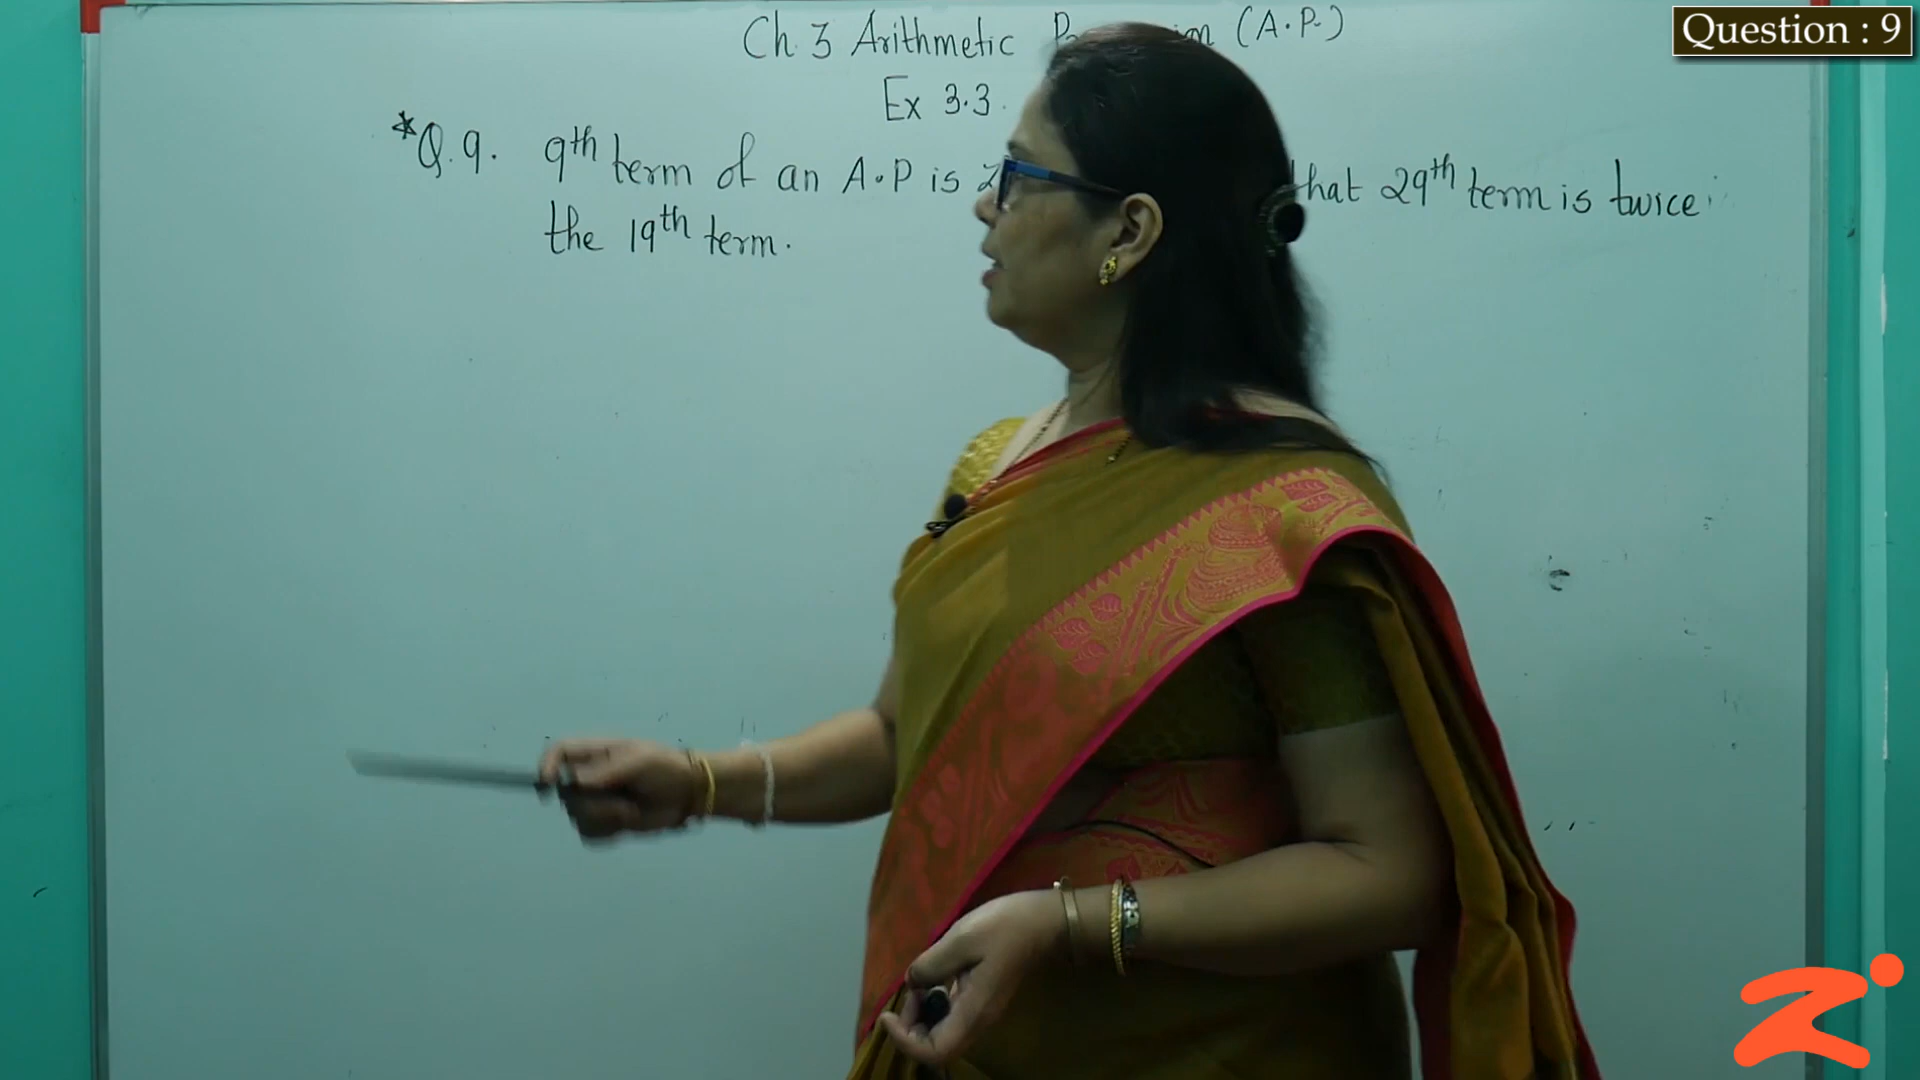 Question : 9
Ch. 3 Arithmetic (A.P.)
Ex 3.3.
*Q.9. 9th term of an A.P is that 29th term is twice
the 19th term.